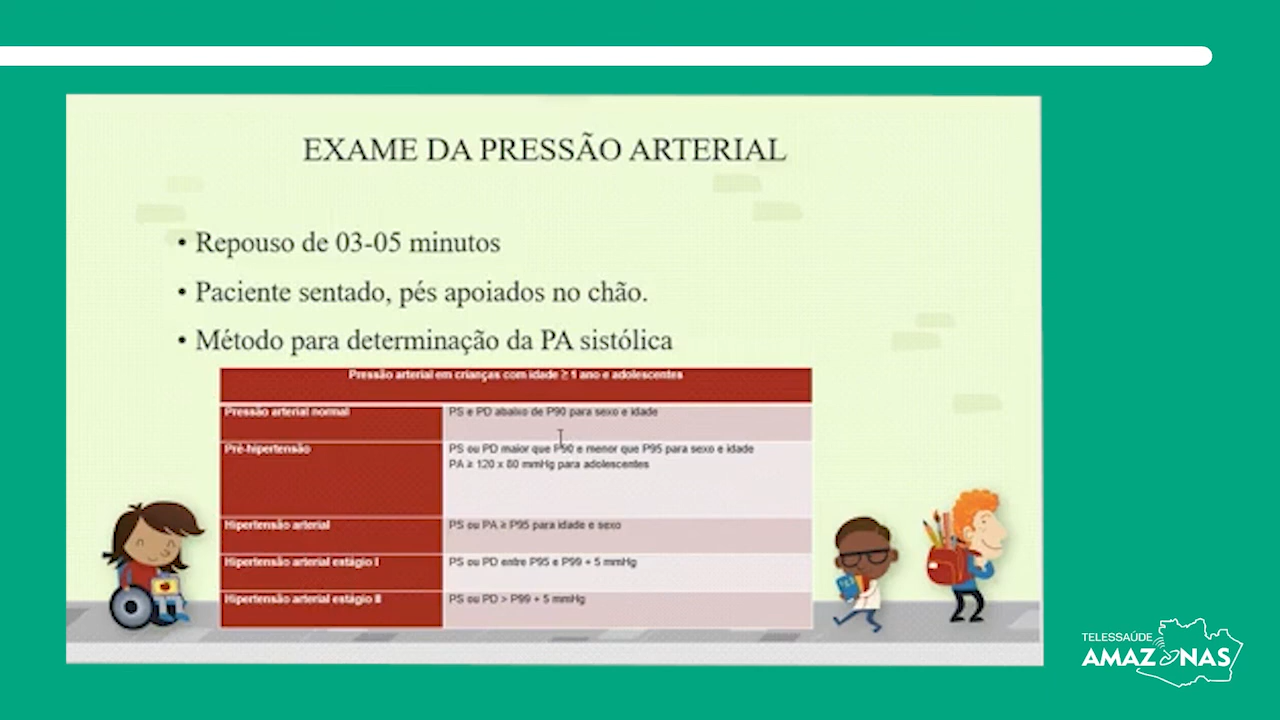 EXAME DA PRESSÃO ARTERIAL
• Repouso de 03-05 minutos
• Paciente sentado, pés apoiados no chão.
• Método para determinação da PA sistólica
Pressão arterial em crianças com idade ≥ 1 ano e adolescentes
Pressão arterial normal
PS e PD abaixo de P90 para sexo e idade
Pré-hipertensão
PS ou PD maior que P90 e menor que P95 para sexo e idade
PA ≥ 120 x 80 mmHg para adolescentes
Hipertensão arterial
PS ou PA ≥ P95 para idade e sexo
Hipertensão arterial estágio I
PS ou PD entre P95 e P99 + 5 mmHg
Hipertensão arterial estágio II
PS ou PD > P99 + 5 mmHg
TELESSAÚDE
AMAZONAS